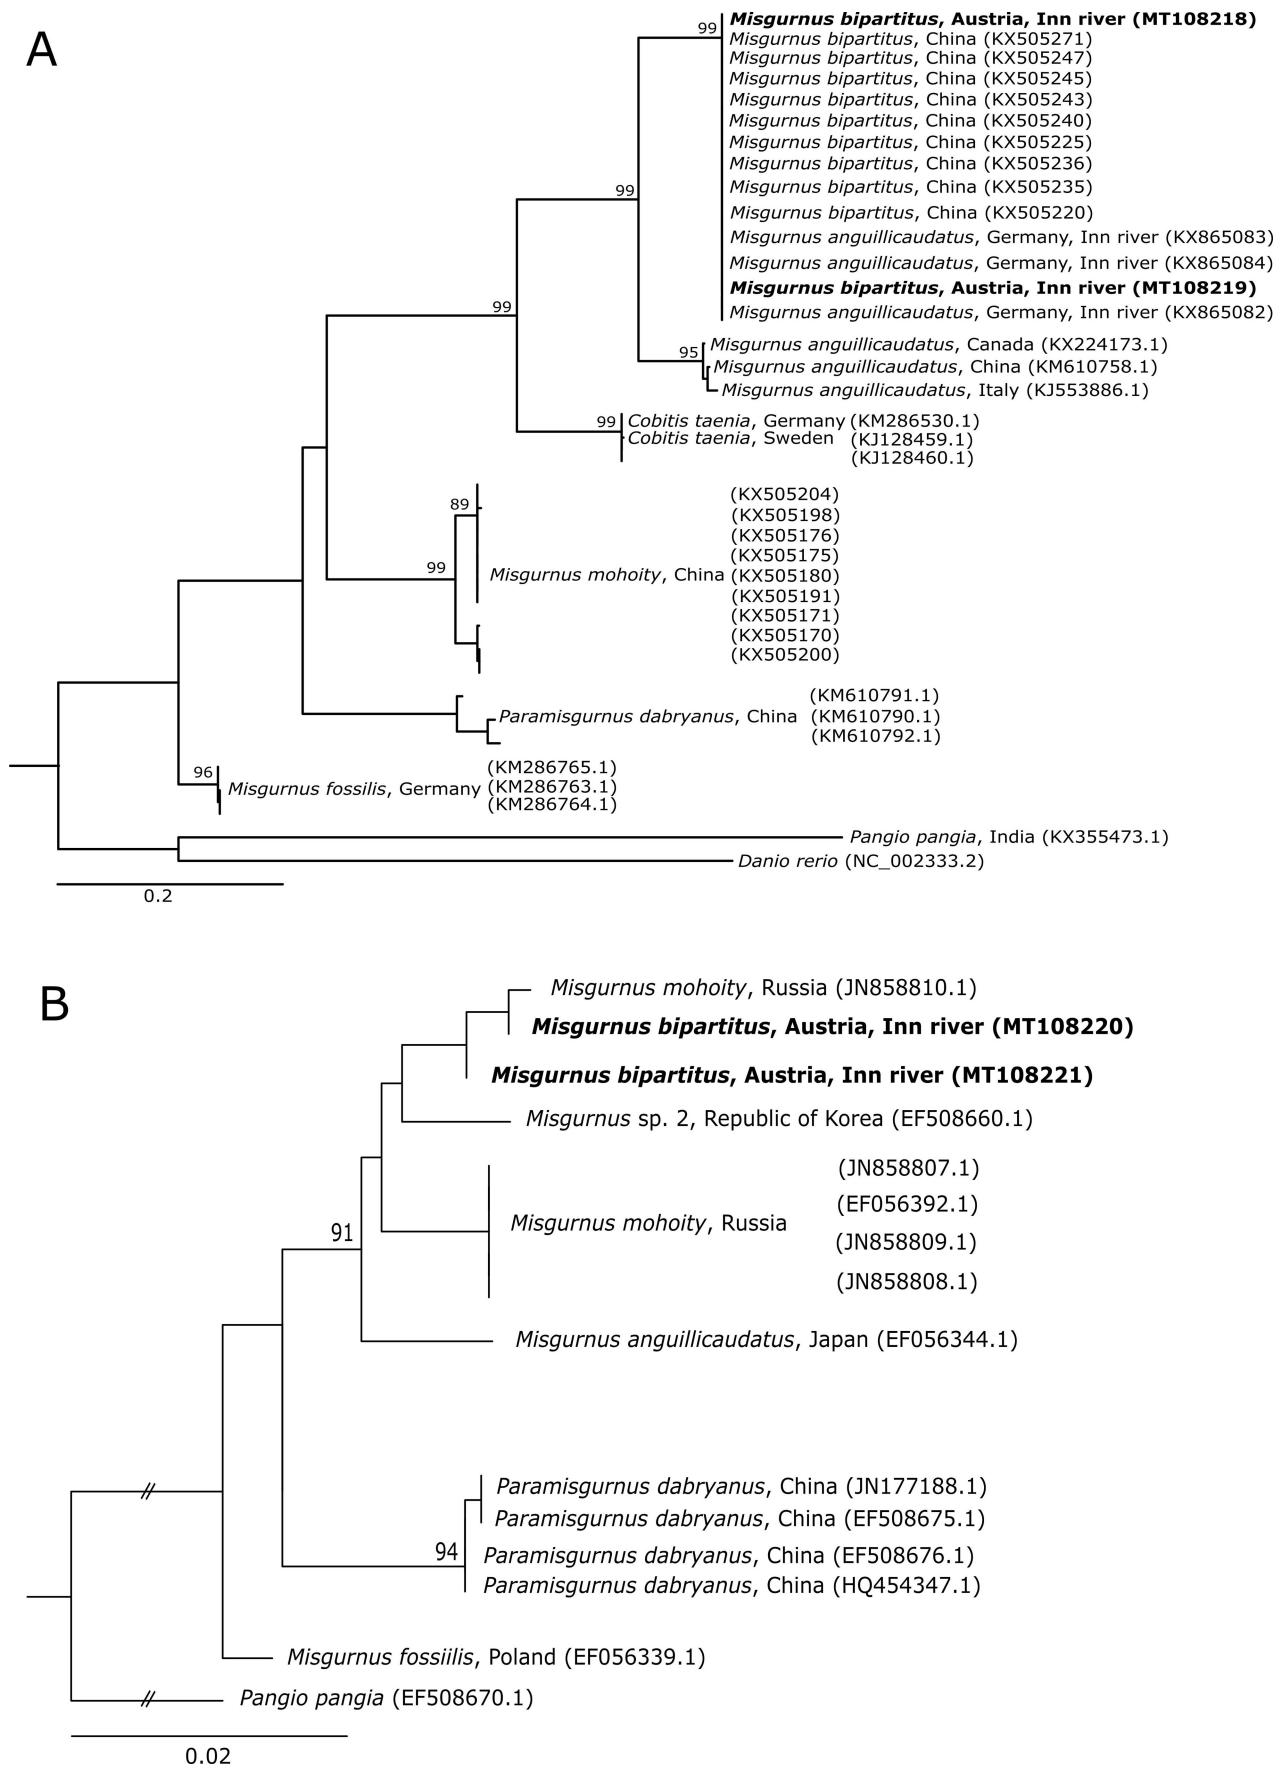 A
99
Misgurnus bipartitus, Austria, Inn river (MT108218)
Misgurnus bipartitus, China (KX505271)
Misgurnus bipartitus, China (KX505247)
Misgurnus bipartitus, China (KX505245)
Misgurnus bipartitus, China (KX505243)
Misgurnus bipartitus, China (KX505240)
Misgurnus bipartitus, China (KX505225)
Misgurnus bipartitus, China (KX505236)
99
Misgurnus bipartitus, China (KX505235)
Misgurnus bipartitus, China (KX505220)
Misgurnus anguillicaudatus, Germany, Inn river (KX865083)
Misgurnus anguillicaudatus, Germany, Inn river (KX865084)
Misgurnus bipartitus, Austria, Inn river (MT108219)
99
Misgurnus anguillicaudatus, Germany, Inn river (KX865082)
95
Misgurnus anguillicaudatus, Canada (KX224173.1)
Misgurnus anguillicaudatus, China (KM610758.1)
Misgurnus anguillicaudatus, Italy (KJ553886.1)
99
Cobitis taenia, Germany (KM286530.1)
Cobitis taenia, Sweden (KJ128459.1)
(KJ128460.1)
89
99
Misgurnus mohoity, China
(KX505204)
(KX505198)
(KX505176)
(KX505175)
(KX505180)
(KX505191)
(KX505171)
(KX505170)
(KX505200)
Paramisgurnus dabryanus, China
(KM610791.1)
(KM610790.1)
(KM610792.1)
96
Misgurnus fossilis, Germany
(KM286765.1)
(KM286763.1)
(KM286764.1)
Pangio pangia, India (KX355473.1)
Danio rerio (NC_002333.2)
0.2
B
Misgurnus mohoity, Russia (JN858810.1)
Misgurnus bipartitus, Austria, Inn river (MT108220)
Misgurnus bipartitus, Austria, Inn river (MT108221)
Misgurnus sp. 2, Republic of Korea (EF508660.1)
91
Misgurnus mohoity, Russia
(JN858807.1)
(EF056392.1)
(JN858809.1)
(JN858808.1)
Misgurnus anguillicaudatus, Japan (EF056344.1)
94
Paramisgurnus dabryanus, China (JN177188.1)
Paramisgurnus dabryanus, China (EF508675.1)
Paramisgurnus dabryanus, China (EF508676.1)
Paramisgurnus dabryanus, China (HQ454347.1)
Misgurnus fossiilis, Poland (EF056339.1)
Pangio pangia (EF508670.1)
0.02